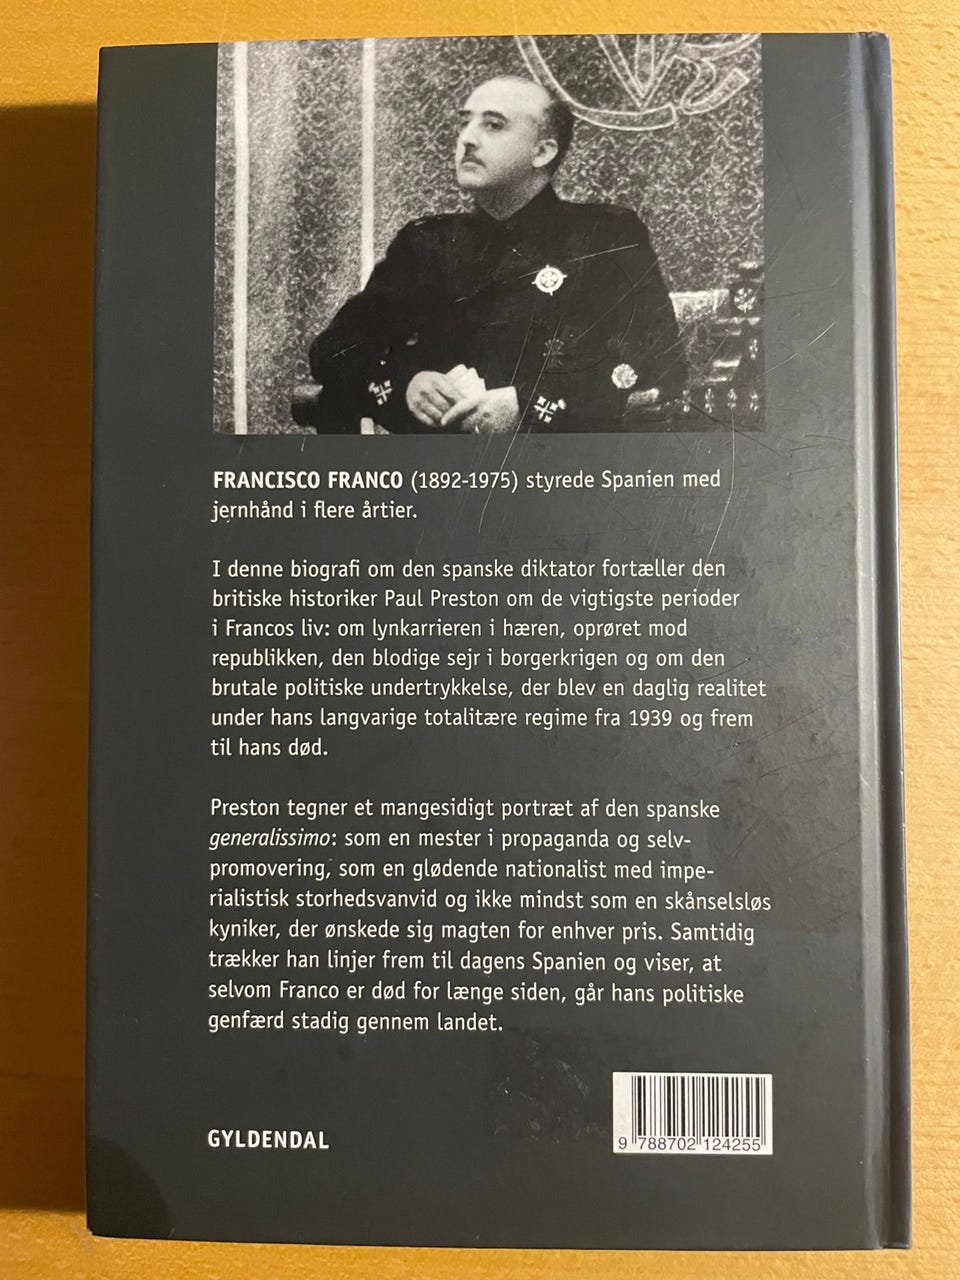 FRANCISCO FRANCO (1892-1975) styrede Spanien med
jernhånd i flere årtier.
I denne biografi om den spanske diktator fortæller den
britiske historiker Paul Preston om de vigtigste perioder
i Francos liv: om lynkarrieren i hæren, oprøret mod
republikken, den blodige sejr i borgerkrigen og om den
brutale politiske undertrykkelse, der blev en daglig realitet
under hans langvarige totalitære regime fra 1939 og frem
til hans død.
Preston tegner et mangesidigt portræt af den spanske
generalissimo: som en mester i propaganda og selv-
promovering, som en glødende nationalist med impe-
rialistisk storhedsvanvid og ikke mindst som en skånselsløs
kyniker, der ønskede sig magten for enhver pris. Samtidig
trækker han linjer frem til dagens Spanien og viser, at
selvom Franco er død for længe siden, går hans politiske
genfærd stadig gennem landet.
GYLDENDAL
9 788702 124255